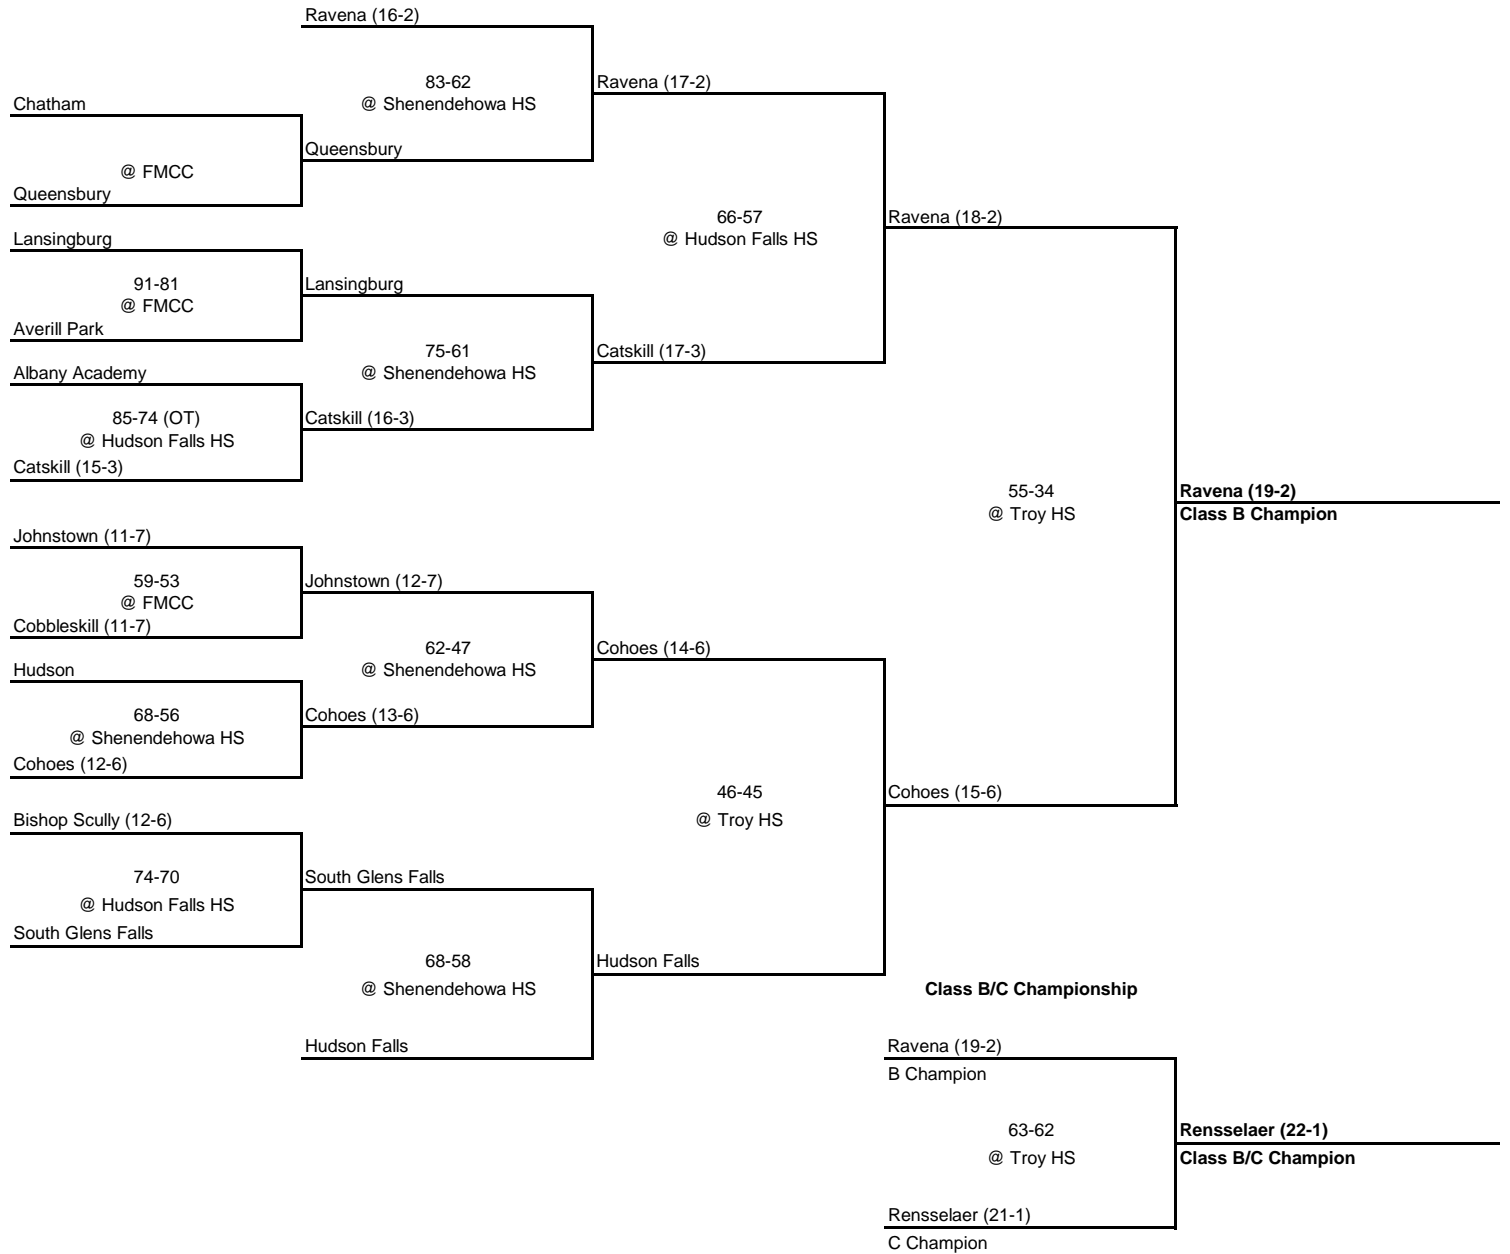 Ravena (16-2)
83-62
@ Shenendehowa HS
Ravena (17-2)
Chatham
Queensbury
@ FMCC
Queensbury
66-57
@ Hudson Falls HS
Ravena (18-2)
Lansingburg
91-81
@ FMCC
Lansingburg
Averill Park
75-61
@ Shenendehowa HS
Catskill (17-3)
Albany Academy
85-74 (OT)
@ Hudson Falls HS
Catskill (16-3)
Catskill (15-3)
55-34
@ Troy HS
Ravena (19-2)
Class B Champion
Johnstown (11-7)
59-53
@ FMCC
Johnstown (12-7)
Cobbleskill (11-7)
62-47
@ Shenendehowa HS
Cohoes (14-6)
Hudson
68-56
@ Shenendehowa HS
Cohoes (13-6)
Cohoes (12-6)
46-45
@ Troy HS
Cohoes (15-6)
Bishop Scully (12-6)
74-70
@ Hudson Falls HS
South Glens Falls
South Glens Falls
68-58
@ Shenendehowa HS
Hudson Falls
Hudson Falls
Class B/C Championship
Ravena (19-2)
B Champion
63-62
@ Troy HS
Rensselaer (22-1)
Class B/C Champion
Rensselaer (21-1)
C Champion